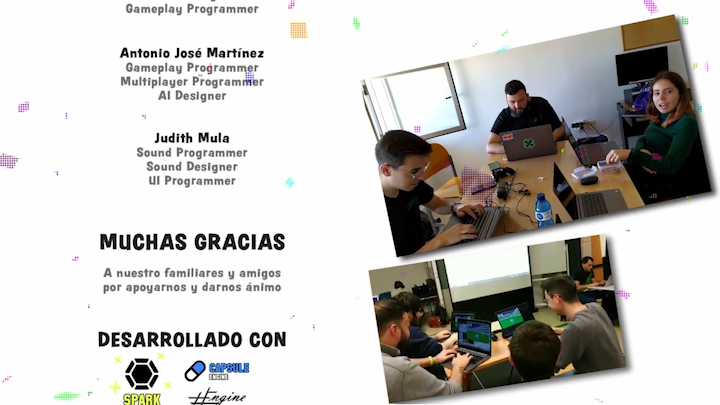 Gameplay Programmer
Antonio José Martínez
Gameplay Programmer
Multiplayer Programmer
AI Designer
Judith Mula
Sound Programmer
Sound Designer
UI Programmer
MUCHAS GRACIAS
A nuestro familiares y amigos
por apoyarnos y darnos ánimo
DESARROLLADO CON
CAPSULE
ENGINE
SPARK